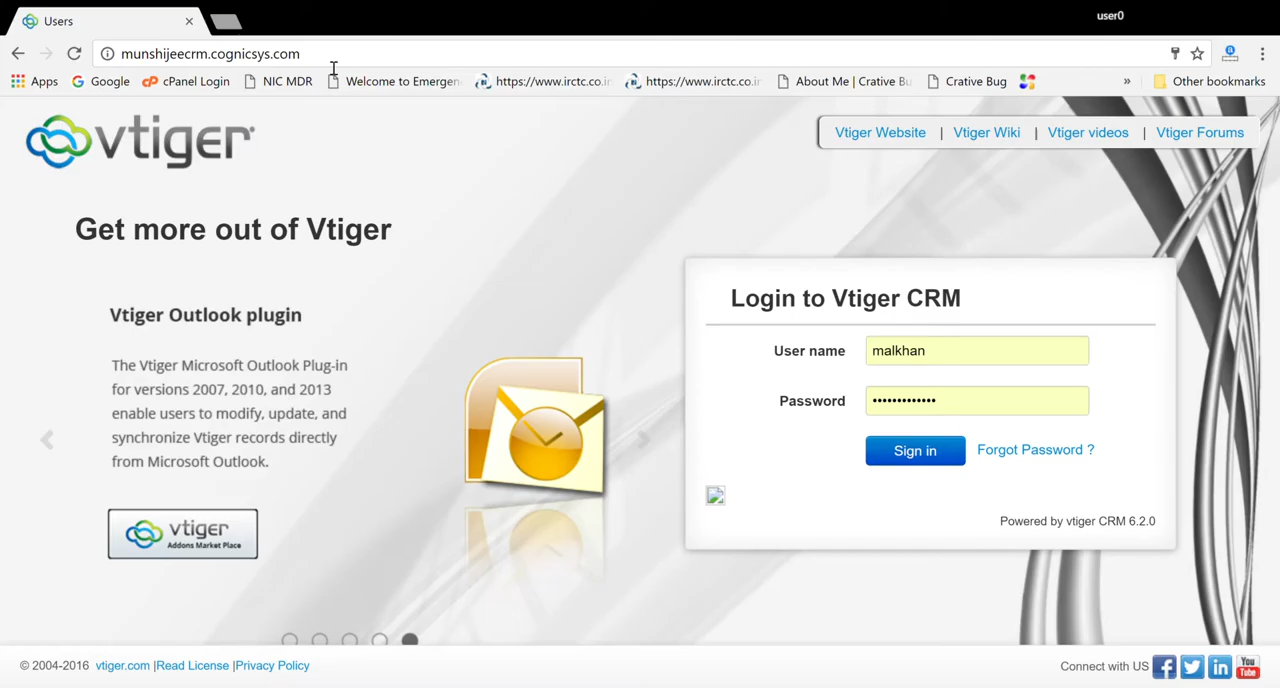 Users
user0
munshijeecrm.cognicsys.com
Apps Google cPanel Login NIC MDR Welcome to Emergen https://www.irctc.co.in https://www.irctc.co.in About Me | Crative Bu Crative Bug » Other bookmarks
vtiger
Vtiger Website | Vtiger Wiki | Vtiger videos | Vtiger Forums
Get more out of Vtiger
Vtiger Outlook plugin
The Vtiger Microsoft Outlook Plug-in
for versions 2007, 2010, and 2013
enable users to modify, update, and
synchronize Vtiger records directly
from Microsoft Outlook.
vtiger
Addons Market Place
Login to Vtiger CRM
User name malkhan
Password •••••••••••••
Sign in Forgot Password ?
Powered by vtiger CRM 6.2.0
© 2004-2016 vtiger.com |Read License |Privacy Policy
Connect with US
You
Tube